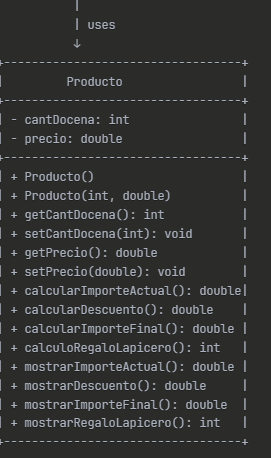 |
| uses
↓
+---------------------------------+
| Producto |
+---------------------------------+
| - cantDocena: int |
| - precio: double |
+---------------------------------+
| + Producto() |
| + Producto(int, double) |
| + getCantDocena(): int |
| + setCantDocena(int): void |
| + getPrecio(): double |
| + setPrecio(double): void |
| + calcularImporteActual(): double|
| + calcularDescuento(): double |
| + calcularImporteFinal(): double |
| + calculoRegaloLapicero(): int |
| + mostrarImporteActual(): double |
| + mostrarDescuento(): double |
| + mostrarImporteFinal(): double |
| + mostrarRegaloLapicero(): int |
+---------------------------------+